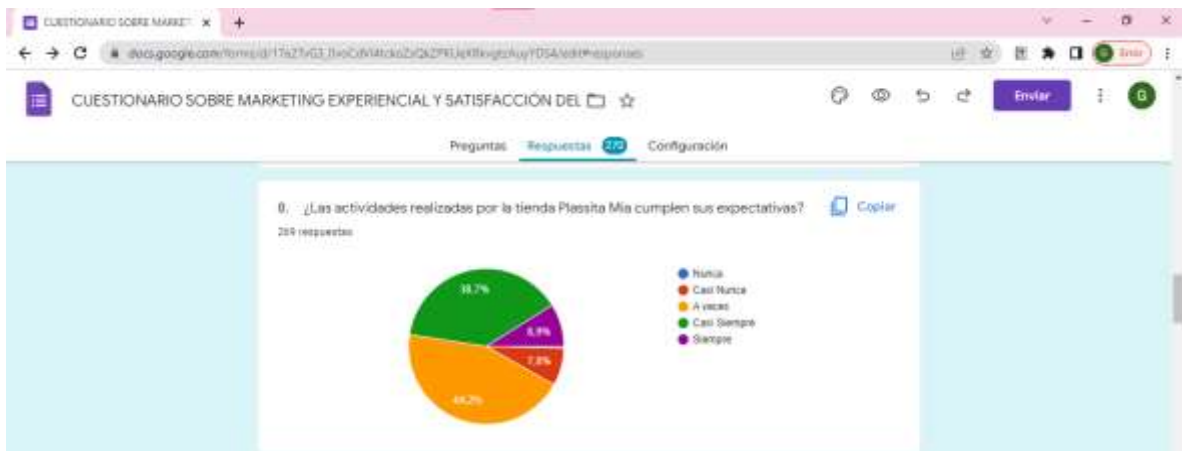 CUESTIONARIO SOBRE MARKET
docs.google.com/forms/d/
CUESTIONARIO SOBRE MARKETING EXPERIENCIAL Y SATISFACCIÓN DEL
Enviar
G
Preguntas Respuestas 270 Configuración
8. ¿Las actividades realizadas por la tienda Plassita Mia cumplen sus expectativas?
Copiar
269 respuestas
Nunca
Casi Nunca
A veces
Casi Siempre
Siempre
38,7%
8,9%
7,8%
44,2%